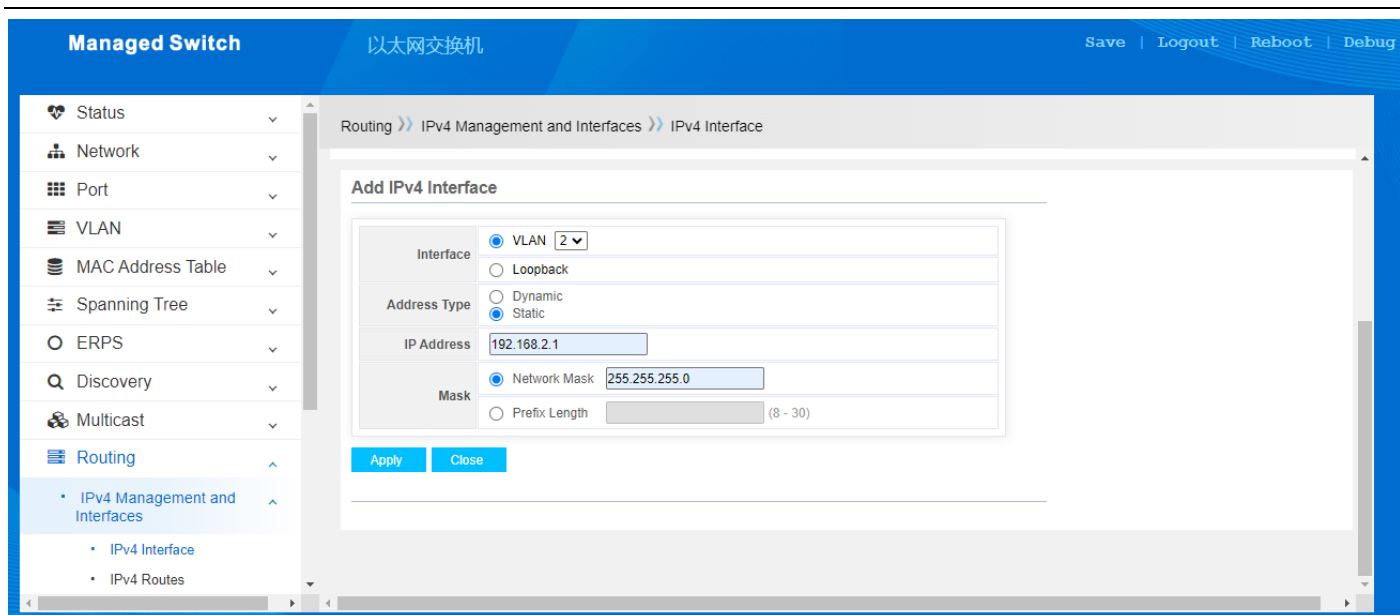 Managed Switch
以太网交换机
Save | Logout | Reboot | Debug
Status
Network
Port
VLAN
MAC Address Table
Spanning Tree
ERPS
Discovery
Multicast
Routing
IPv4 Management and
Interfaces
IPv4 Interface
IPv4 Routes
Routing 》 IPv4 Management and Interfaces 》 IPv4 Interface
Add IPv4 Interface
Interface
VLAN 2
Loopback
Address Type
Dynamic
Static
IP Address 192.168.2.1
Mask
Network Mask 255.255.255.0
Prefix Length (8 - 30)
Apply Close